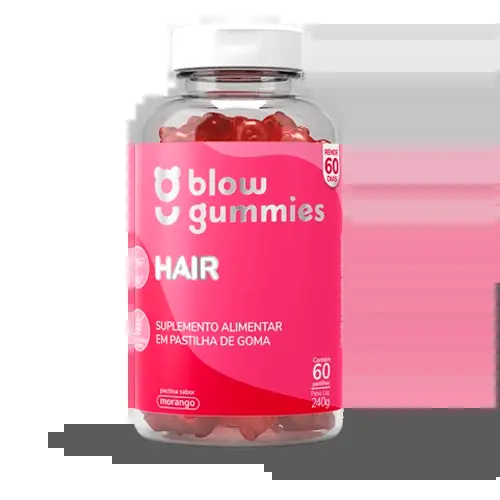 RENDE
60
DIAS
blow
gummies
HAIR
SUPLEMENTO ALIMENTAR
EM PASTILHA DE GOMA
Contém
60
pastilhas
Peso Líq.
240g
pectina sabor
morango